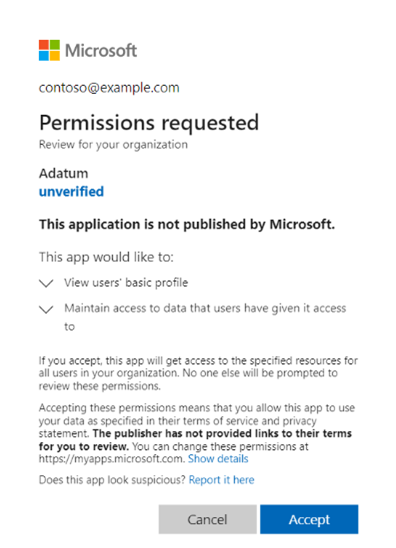 Microsoft
contoso@example.com
Permissions requested
Review for your organization
Adatum
unverified
This application is not published by Microsoft.
This app would like to:
View users' basic profile
Maintain access to data that users have given it access
to
If you accept, this app will get access to the specified resources for
all users in your organization. No one else will be prompted to
review these permissions.
Accepting these permissions means that you allow this app to use
your data as specified in their terms of service and privacy
statement. The publisher has not provided links to their terms
for you to review. You can change these permissions at
https://myapps.microsoft.com. Show details
Does this app look suspicious? Report it here
Cancel Accept